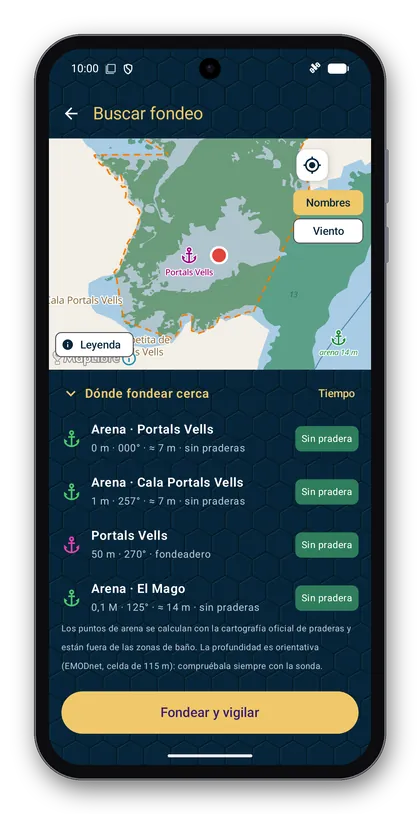 10:00
Buscar fondeo
Nombres
Viento
Portals Vells
Cala Portals Vells
arena 14 m
Leyenda
petita de
s Vells
MapLibre
Dónde fondear cerca
Tiempo
Arena · Portals Vells
0 m · 000° · ≈ 7 m · sin praderas
Sin pradera
Arena · Cala Portals Vells
1 m · 257° · ≈ 7 m · sin praderas
Sin pradera
Portals Vells
50 m · 270° · fondeadero
Sin pradera
Arena · El Mago
0,1 M · 125° · ≈ 14 m · sin praderas
Sin pradera
Los puntos de arena se calculan con la cartografía oficial de praderas y
están fuera de las zonas de baño. La profundidad es orientativa
(EMODnet, celda de 115 m): compruébala siempre con la sonda.
Fondear y vigilar